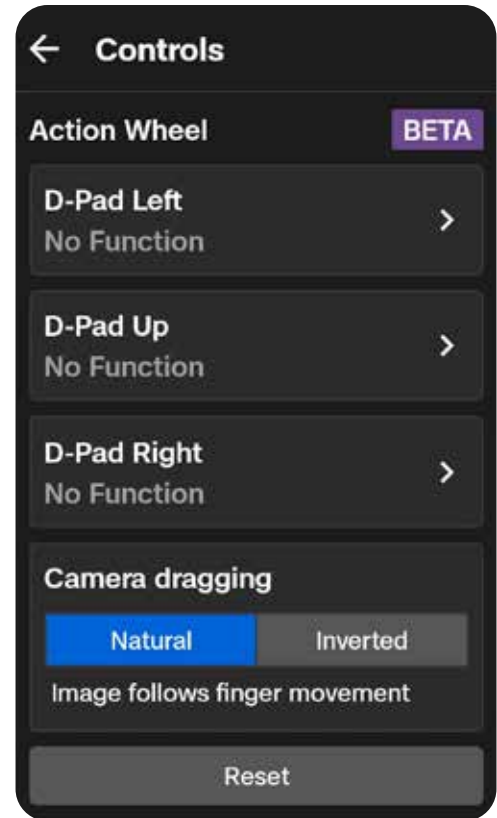 Controls
Action Wheel BETA
D-Pad Left
No Function
D-Pad Up
No Function
D-Pad Right
No Function
Camera dragging
Natural Inverted
Image follows finger movement
Reset